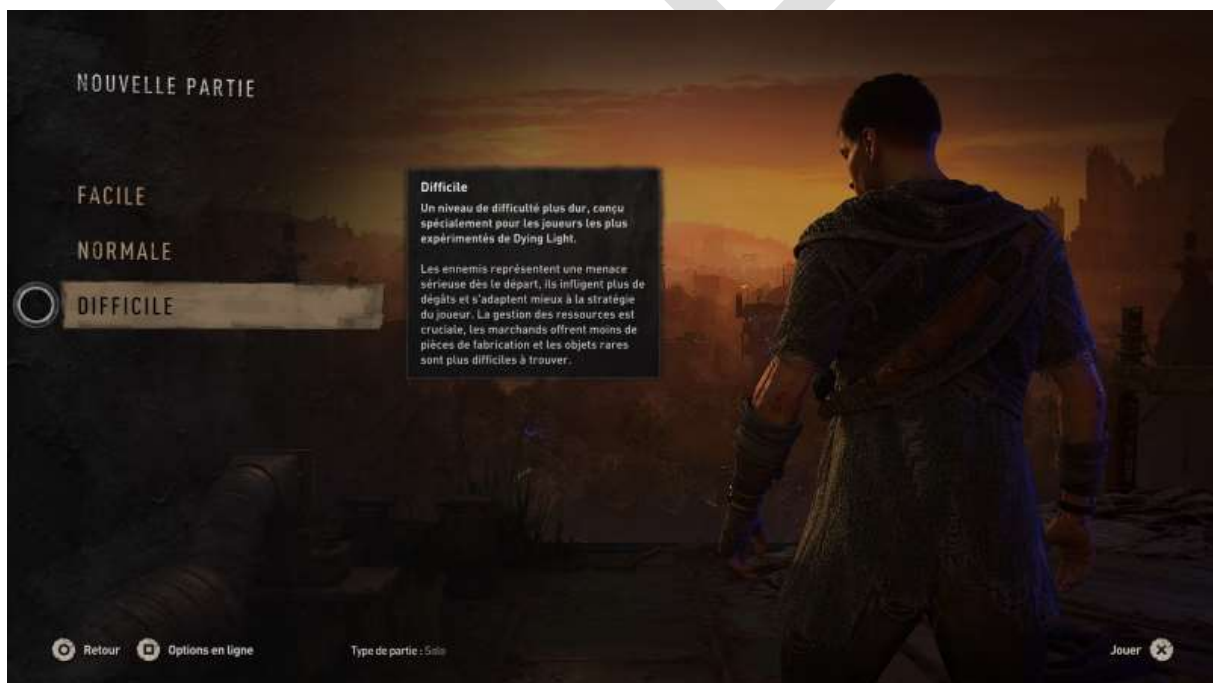 NOUVELLE PARTIE
FACILE
NORMALE
DIFFICILE
Difficile
Un niveau de difficulté plus dur, conçu
spécialement pour les joueurs les plus
expérimentés de Dying Light.
Les ennemis représentent une menace
sérieuse dès le départ, ils infligent plus de
dégâts et s'adaptent mieux à la stratégie
du joueur. La gestion des ressources est
cruciale, les marchands offrent moins de
pièces de fabrication et les objets rares
sont plus difficiles à trouver.
Retour Options en ligne Type de partie : Solo Jouer